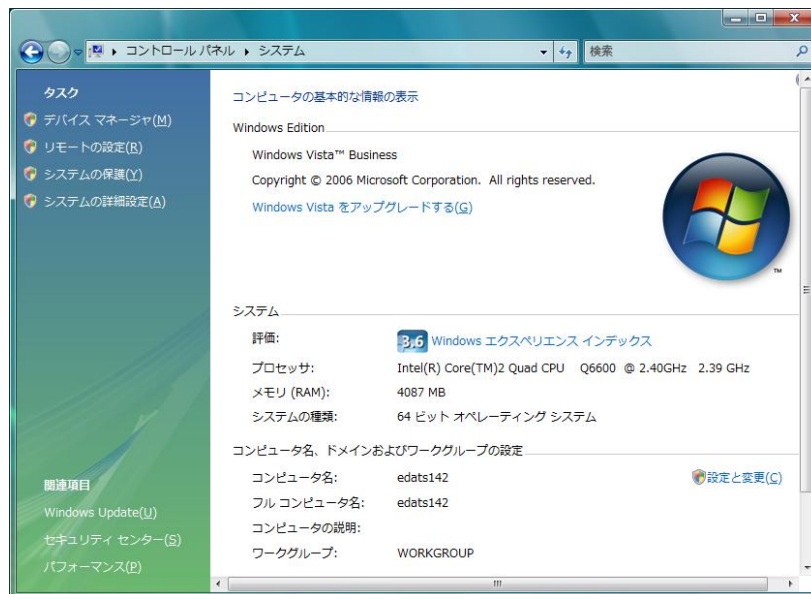 コントロール パネル ▸ システム
検索
タスク
デバイス マネージャ(M)
リモートの設定(R)
システムの保護(Y)
システムの詳細設定(A)
関連項目
Windows Update(U)
セキュリティ センター(S)
パフォーマンス(P)
コンピュータの基本的な情報の表示
Windows Edition
Windows Vista™ Business
Copyright © 2006 Microsoft Corporation. All rights reserved.
Windows Vista をアップグレードする(G)
TM
システム
評価: 3.6 Windows エクスペリエンス インデックス
プロセッサ: Intel(R) Core(TM)2 Quad CPU Q6600 @ 2.40GHz 2.39 GHz
メモリ (RAM): 4087 MB
システムの種類: 64 ビット オペレーティング システム
コンピュータ名、ドメインおよびワークグループの設定
コンピュータ名: edats142 設定と変更(C)
フル コンピュータ名: edats142
コンピュータの説明:
ワークグループ: WORKGROUP